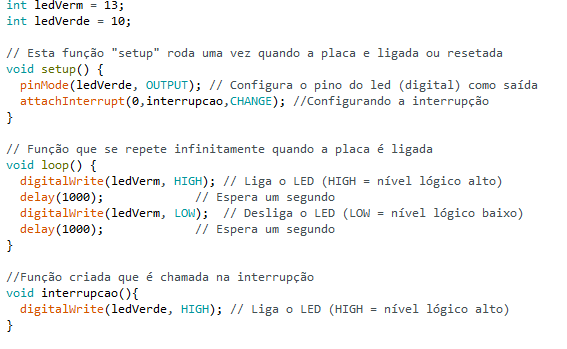 int ledVerm = 13;
int ledVerde = 10;
// Esta função "setup" roda uma vez quando a placa e ligada ou resetada
void setup() {
  pinMode(ledVerde, OUTPUT); // Configura o pino do led (digital) como saída
  attachInterrupt(0,interrupcao,CHANGE); //Configurando a interrupção
}
// Função que se repete infinitamente quando a placa é ligada
void loop() {
  digitalWrite(ledVerm, HIGH); // Liga o LED (HIGH = nível lógico alto)
  delay(1000);             // Espera um segundo
  digitalWrite(ledVerm, LOW);  // Desliga o LED (LOW = nível lógico baixo)
  delay(1000);             // Espera um segundo
}
//Função criada que é chamada na interrupção
void interrupcao(){
  digitalWrite(ledVerde, HIGH); // Liga o LED (HIGH = nível lógico alto)
}